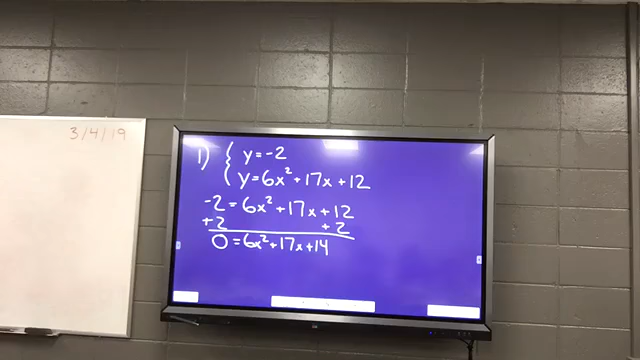 3/4/19
1) { y = -2
y = 6x² + 17x + 12
-2 = 6x² + 17x + 12
+2 + 2
0 = 6x² + 17x + 14